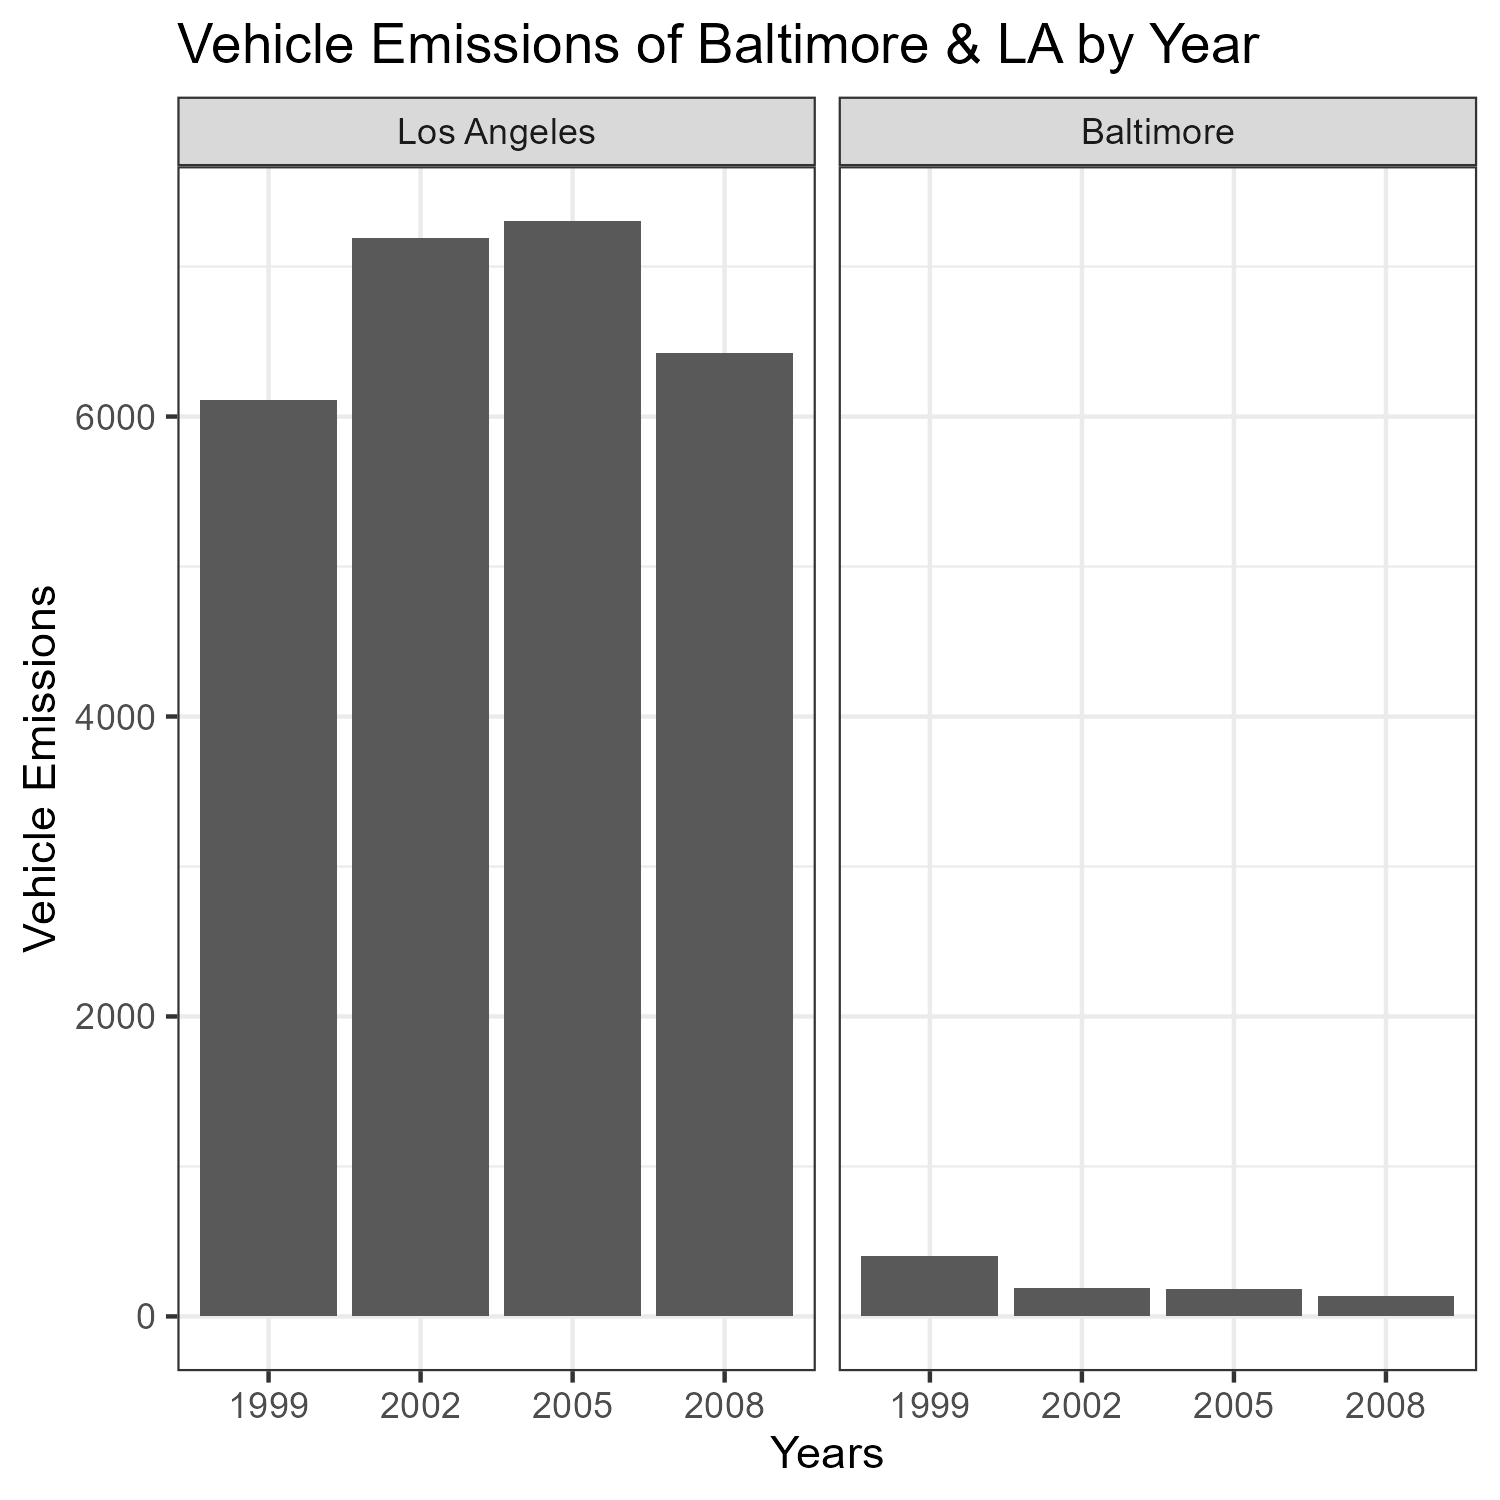 Vehicle Emissions of Baltimore & LA by Year
Los Angeles
Baltimore
Vehicle Emissions
6000
4000
2000
0
1999 2002 2005 2008
1999 2002 2005 2008
Years